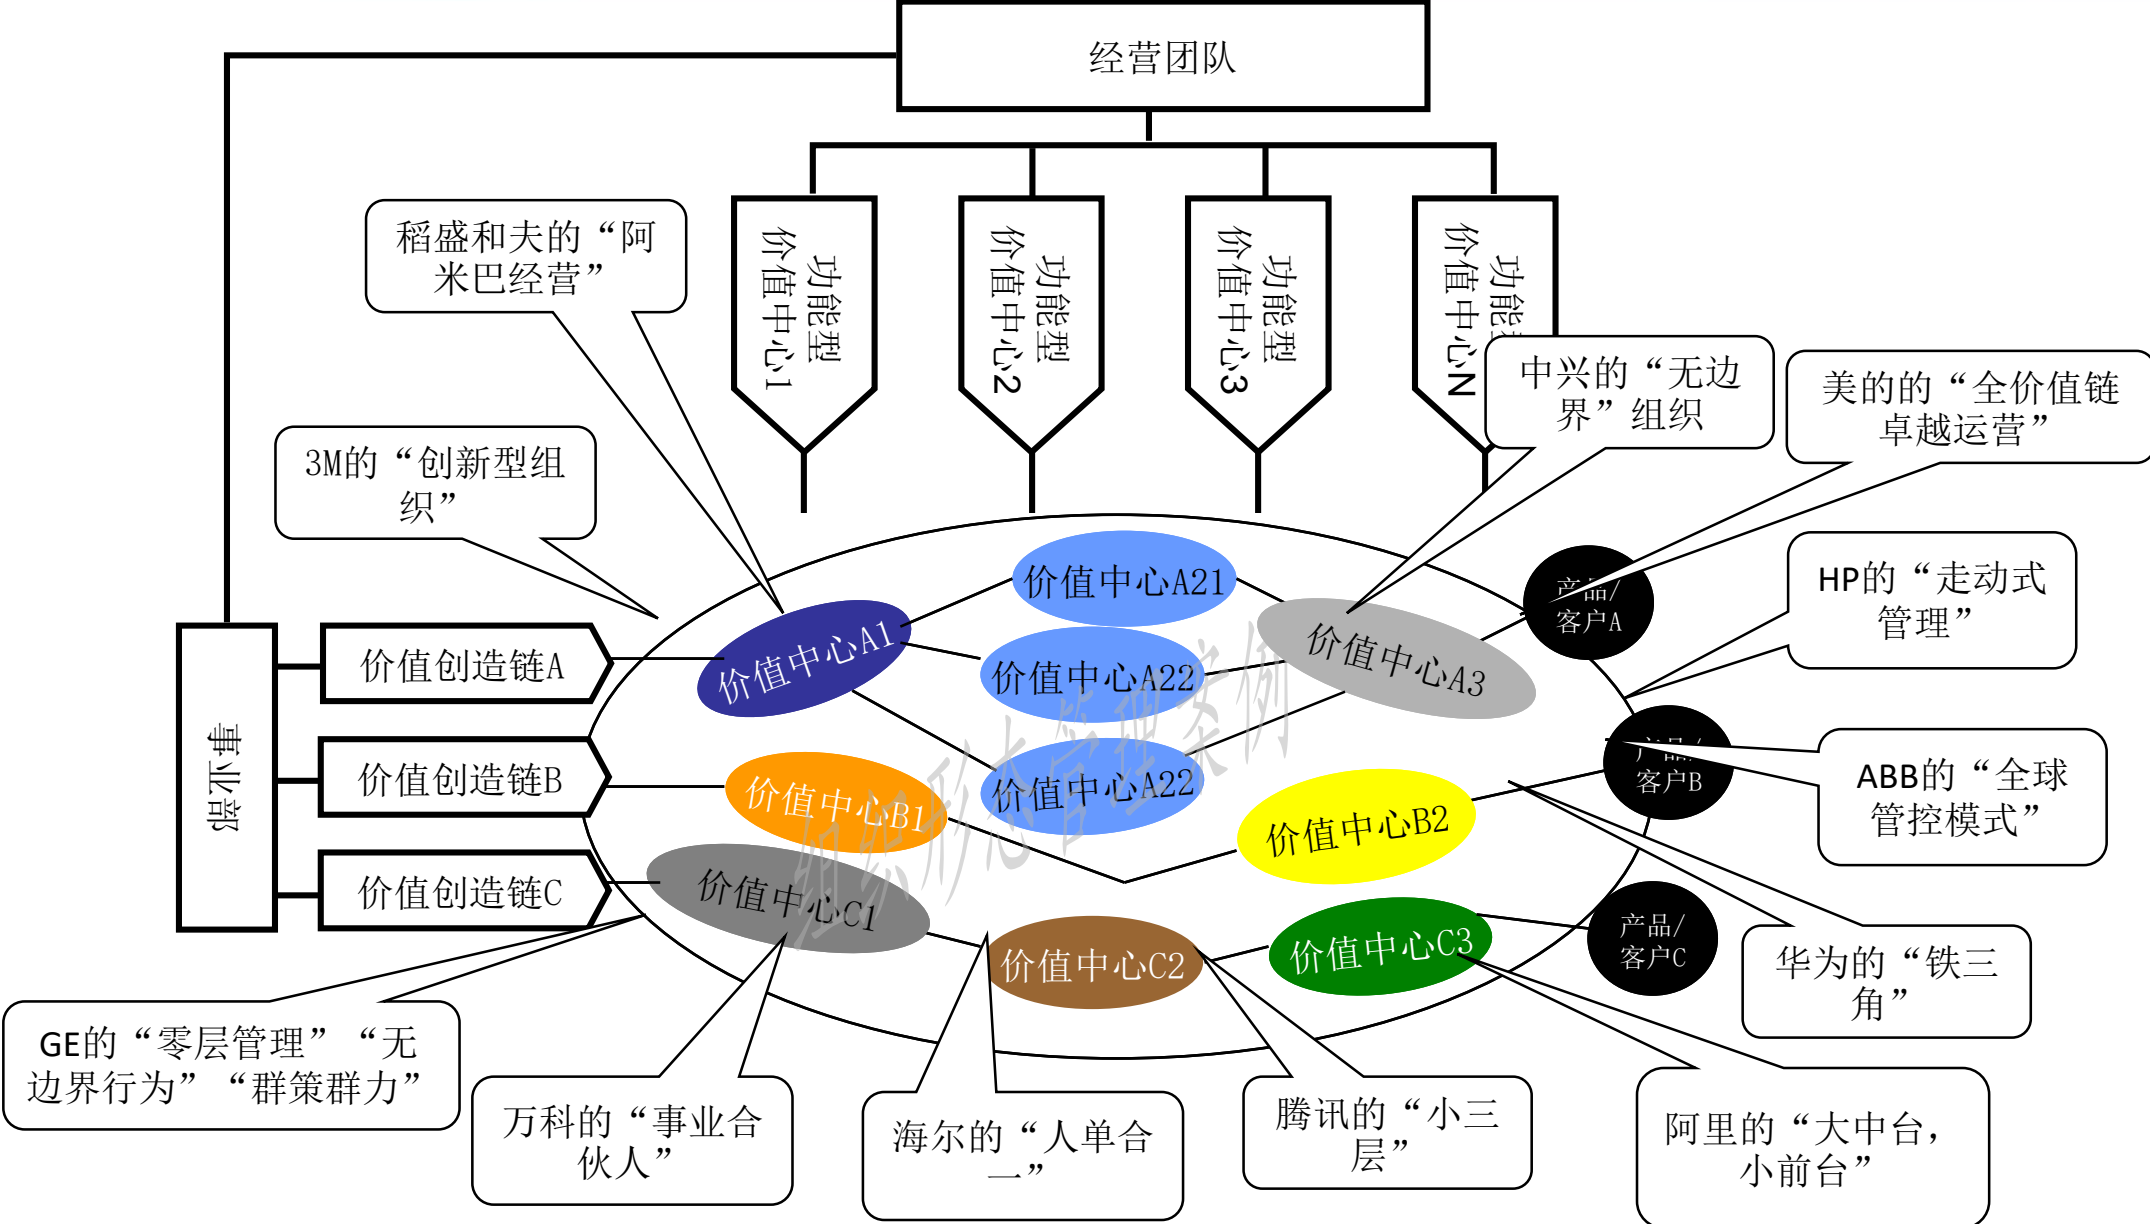 经营团队
稻盛和夫的“阿
米巴经营”
功能型
价值中心1
功能型
价值中心2
功能型
价值中心3
功能
价值中心N
中兴的“无边
界”组织
美的的“全价值链
卓越运营”
3M的“创新型组
织”
HP的“走动式
管理”
ABB的“全球
管控模式”
事业部
价值创造链A
价值创造链B
价值创造链C
价值中心A1
价值中心A21
价值中心A22
价值中心A22
价值中心A3
产品/
客户A
价值中心B1
价值中心B2
产品/
客户B
价值中心C1
价值中心C2
价值中心C3
产品/
客户C
组织形态管理案例
华为的“铁三
角”
GE的“零层管理”“无
边界行为”“群策群力”
万科的“事业合
伙人”
海尔的“人单合
一”
腾讯的“小三
层”
阿里的“大中台，
小前台”